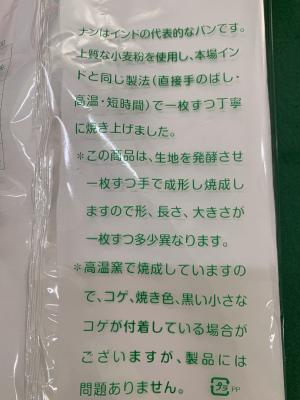 ナンはインドの代表的なパンです。
上質な小麦粉を使用し、本場イン
ドと同じ製法(直接手のばし・
高温・短時間)で一枚ずつ丁寧
に焼き上げました。
＊この商品は、生地を発酵させ
一枚ずつ手で成形し焼成し
ますので形、長さ、大きさが
一枚ずつ多少異なります。
＊高温窯で焼成していますの
で、コゲ、焼き色、黒い小さな
コゲが付着している場合が
ございますが、製品には
問題ありません。
プラ PP